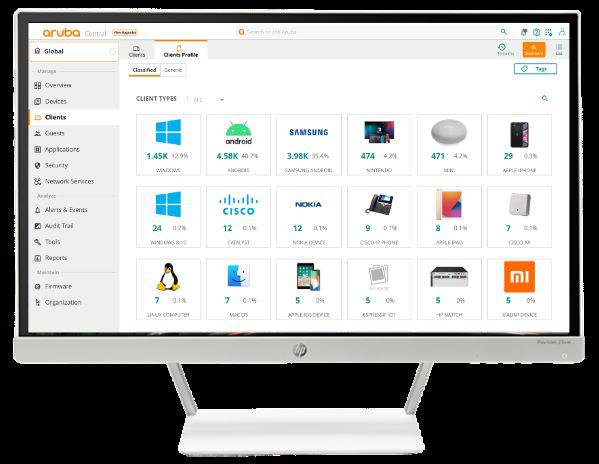 aruba Central New Upgrades
Search or ask Aruba
Global
Clients
Clients Profile
Summary
List
Classified
Generic
Tags
Manage
Overview
Devices
Clients
Guests
Applications
Security
Network Services
Analyze
Alerts & Events
Audit Trail
Tools
Reports
Maintain
Firmware
Organization
CLIENT TYPES ALL
android SAMSUNG
1.45K 12.9% 4.58K 40.7% 3.98K 35.4% 474 4.2% 471 4.2% 29 0.3%
WINDOWS ANDROID SAMSUNG ANDROID NINTENDO MINI APPLE IPHONE
CISCO NOKIA
24 0.2% 12 0.1% 12 0.1% 9 0.1% 8 0.1% 7 0.1%
WINDOWS 8/10 CATALYST NOKIA DEVICE CISCO IP PHONE APPLE IPAD CISCO AP
NO IMAGE mi
7 0.1% 7 0.1% 5 0% 5 0% 5 0% 5 0%
LINUX COMPUTER MAC OS APPLE IOS DEVICE ESPRESSIF IOT HP SWITCH XIAOMI DEVICE
hp